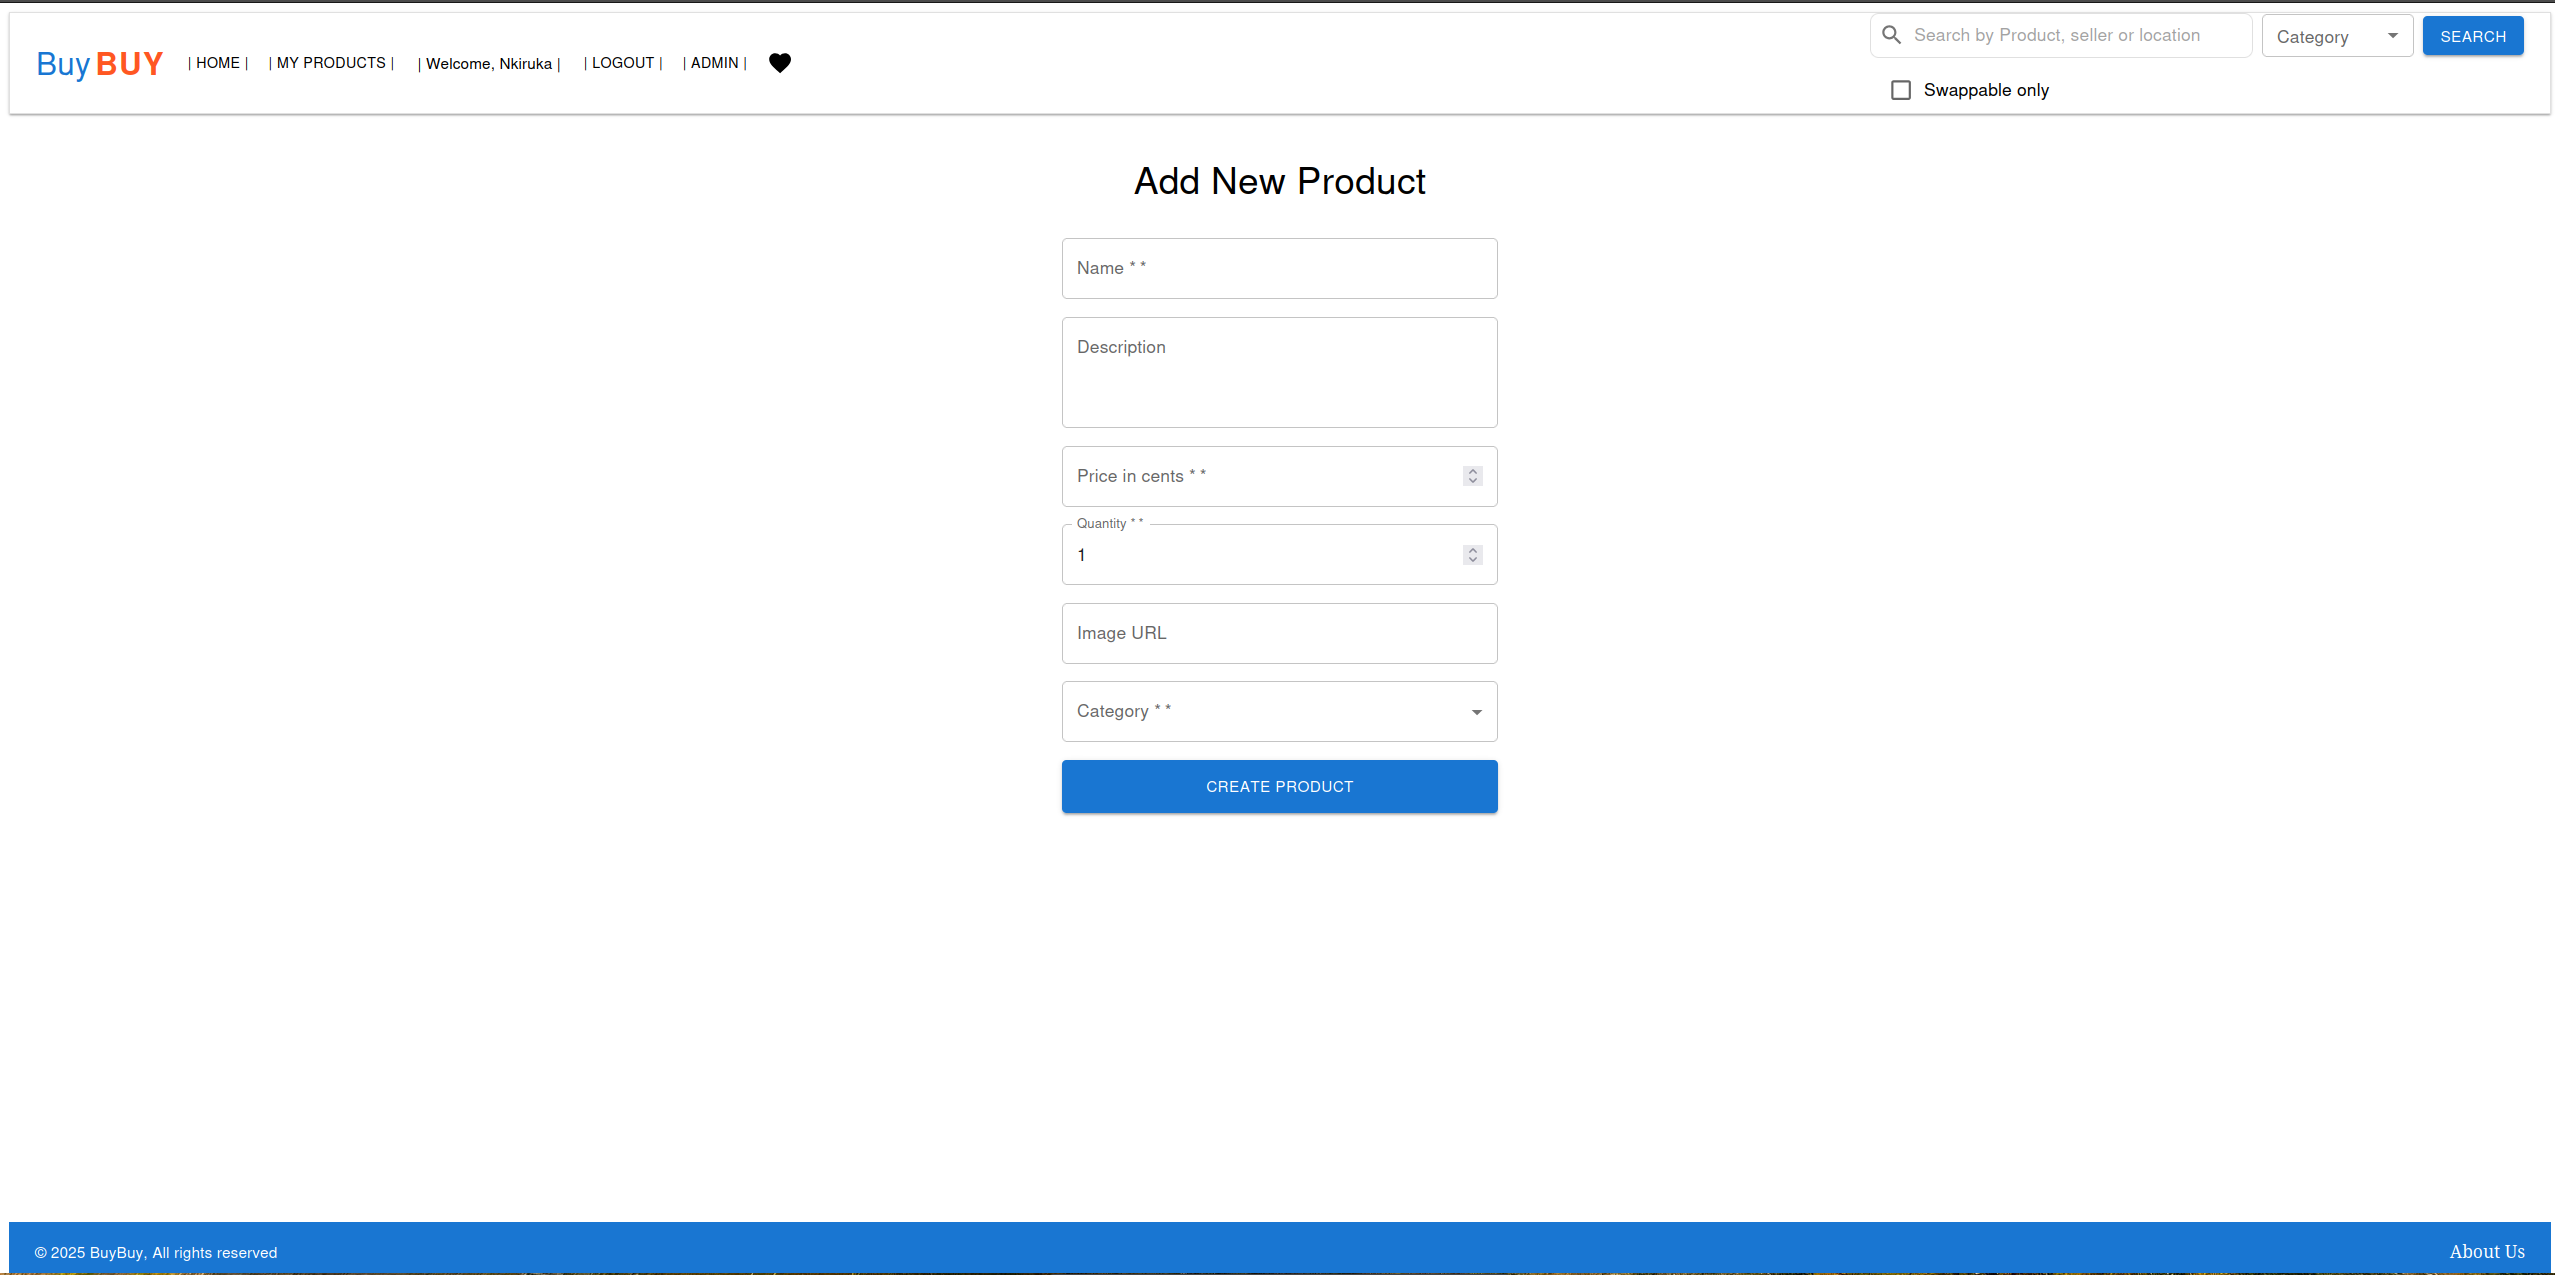 Buy BUY | HOME | | MY PRODUCTS | | Welcome, Nkiruka | | LOGOUT | | ADMIN |
Search by Product, seller or location Category SEARCH
Swappable only
Add New Product
Name * *
Description
Price in cents * *
Quantity * *
1
Image URL
Category * *
CREATE PRODUCT
© 2025 BuyBuy, All rights reserved
About Us